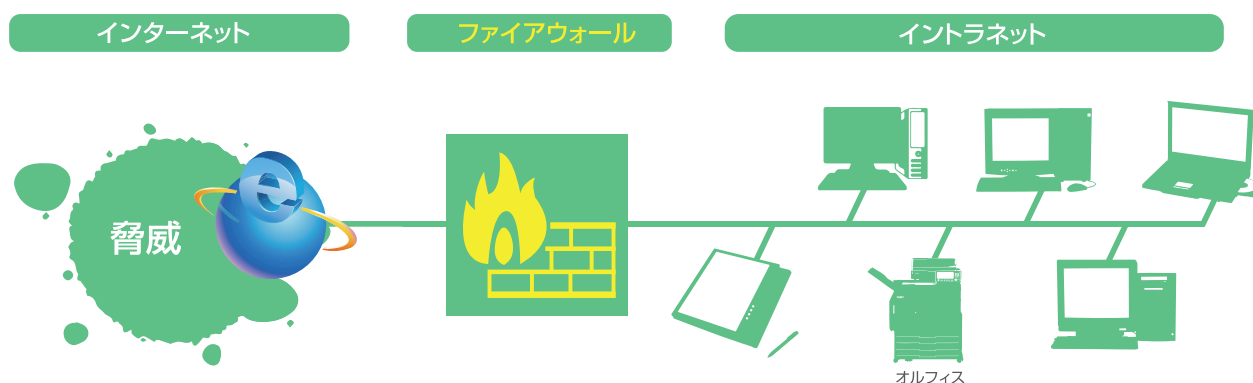 インターネット
ファイアウォール
イントラネット
脅威
オルフィス